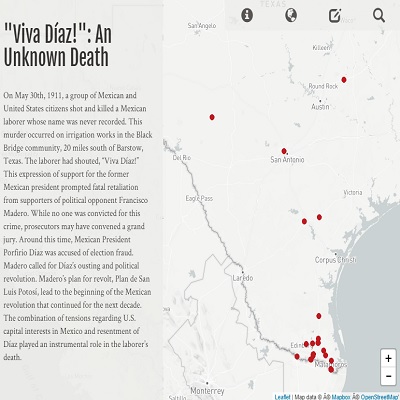 "Viva Díaz!": An
Unknown Death
On May 30th, 1911, a group of Mexican and
United States citizens shot and killed a Mexican
laborer whose name was never recorded. This
murder occurred on irrigation works in the Black
Bridge community, 20 miles south of Barstow,
Texas. The laborer had shouted, "Viva Díaz!"
This expression of support for the former
Mexican president prompted fatal retaliation
from supporters of political opponent Francisco
Madero. While no one was convicted for this
crime, prosecutors may have convened a grand
jury. Around this time, Mexican President
Porfirio Díaz was accused of election fraud.
Madero called for Díaz's ousting and political
revolution. Madero's plan for revolt, Plan de San
Luis Potosí, lead to the beginning of the Mexican
revolution that continued for the next decade.
The combination of tensions regarding U.S.
capital interests in Mexico and resentment of
Díaz played an instrumental role in the laborer's
death.
TEXAS
San Angelo
Killeen
Round Rock
Austin
Del Rio
San Antonio
Eagle Pass
Victoria
Corpus Christi
Laredo
Edin
Matamoros
Monterrey
+
−
Leaflet | Map data © Â© Mapbox Â© OpenStreetMap